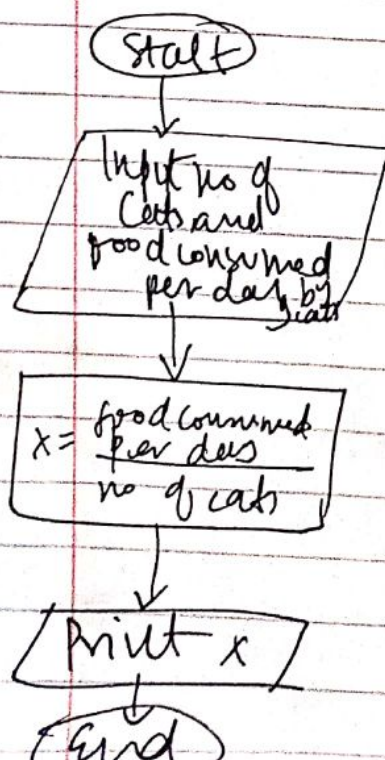 Start
Input no of
Cats and
food consumed
per day by
cats
food consumed
x = per day
no of cats
Print x
End